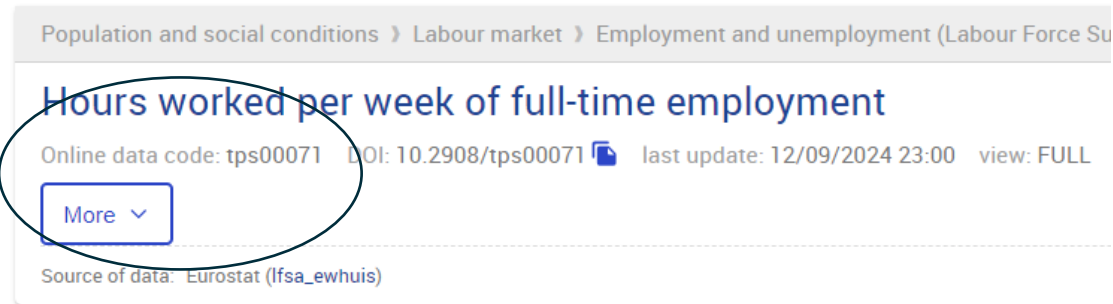 Population and social conditions ⟫ Labour market ⟫ Employment and unemployment (Labour Force Su
Hours worked per week of full-time employment
Online data code: tps00071 DOI: 10.2908/tps00071 last update: 12/09/2024 23:00 view: FULL
More
Source of data: Eurostat (lfsa_ewhuis)